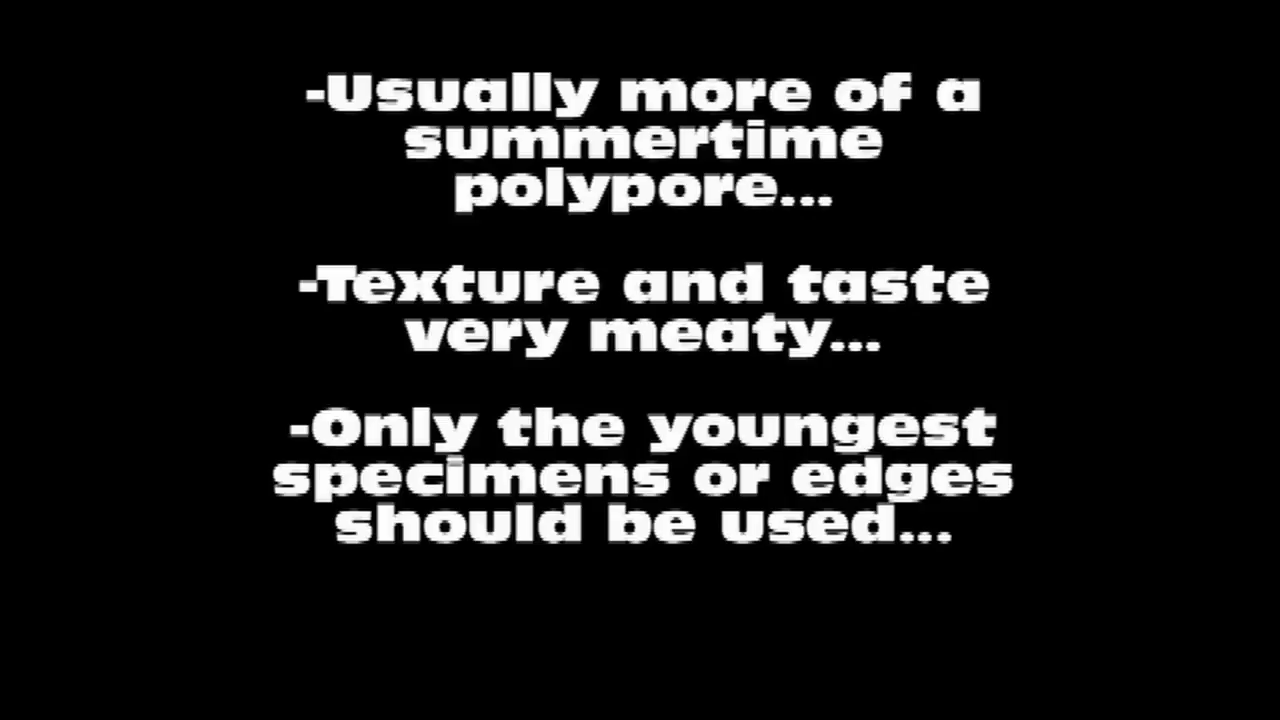 -Usually more of a
summertime
polypore...
-Texture and taste
very meaty...
-Only the youngest
specimens or edges
should be used...